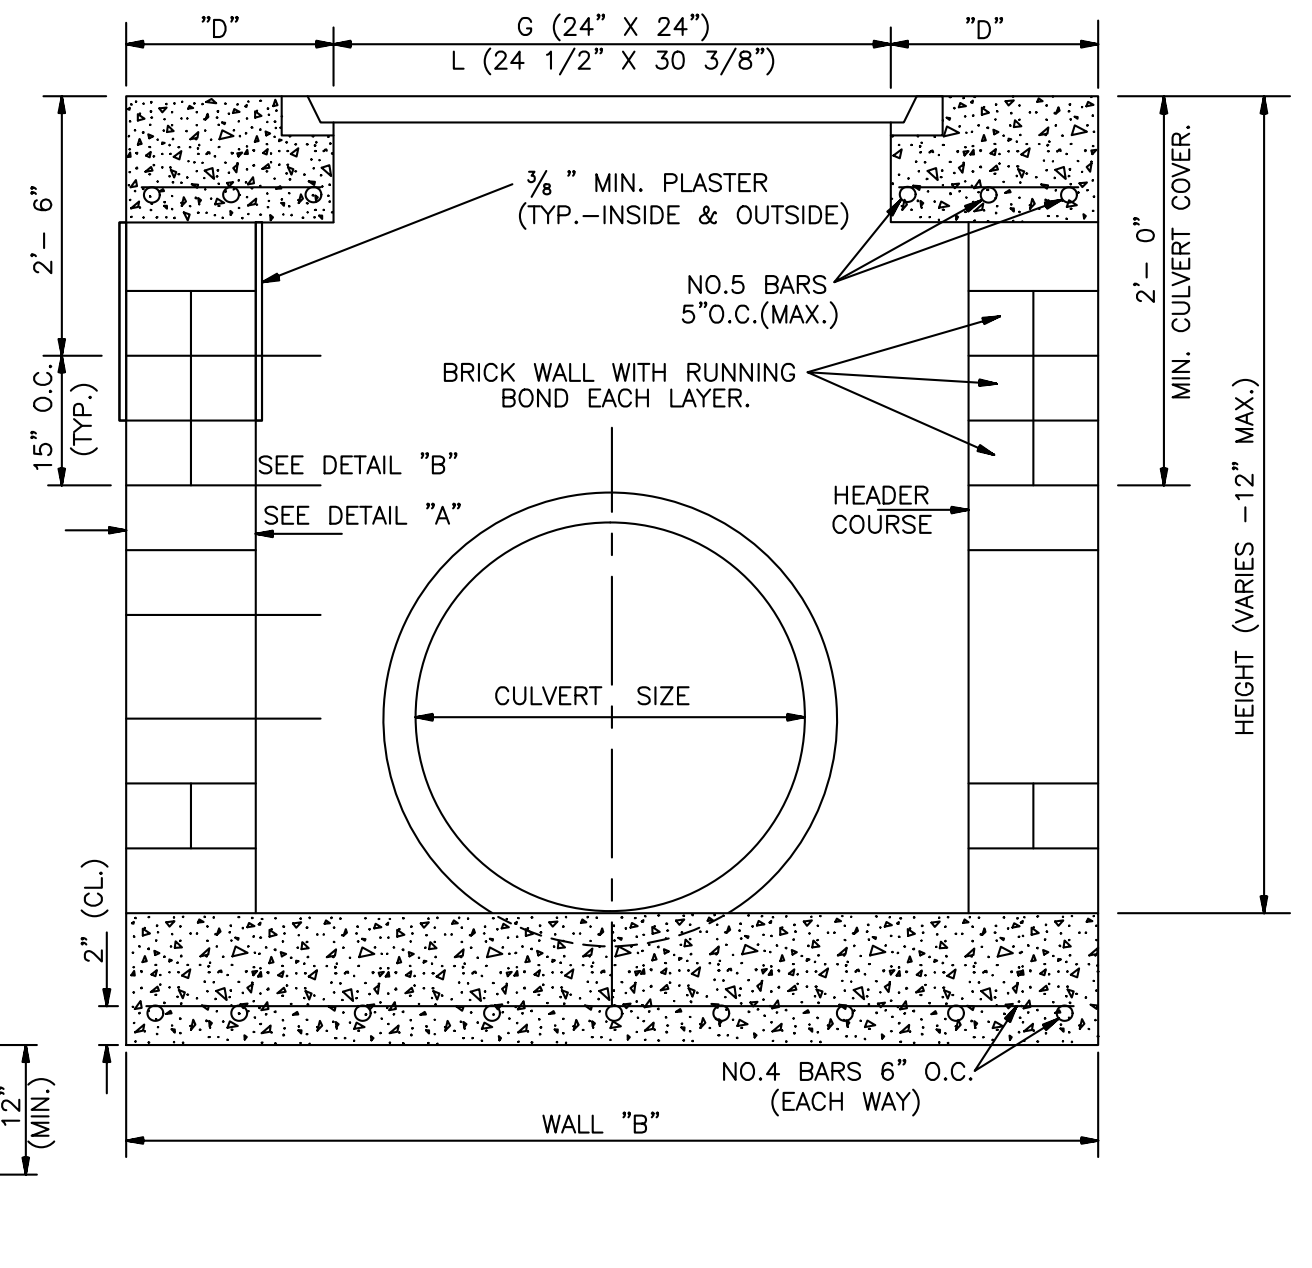 "D"
G (24" X 24")
L (24 1/2" X 30 3/8")
"D"
2'- 6"
⅜ " MIN. PLASTER
(TYP.-INSIDE & OUTSIDE)
NO.5 BARS
5"O.C.(MAX.)
2'- 0"
MIN. CULVERT COVER.
BRICK WALL WITH RUNNING
BOND EACH LAYER.
15" O.C.
(TYP.)
SEE DETAIL "B"
SEE DETAIL "A"
HEADER
COURSE
HEIGHT (VARIES -12" MAX.)
CULVERT SIZE
2" (CL.)
NO.4 BARS 6" O.C.
(EACH WAY)
12"
(MIN.)
WALL "B"